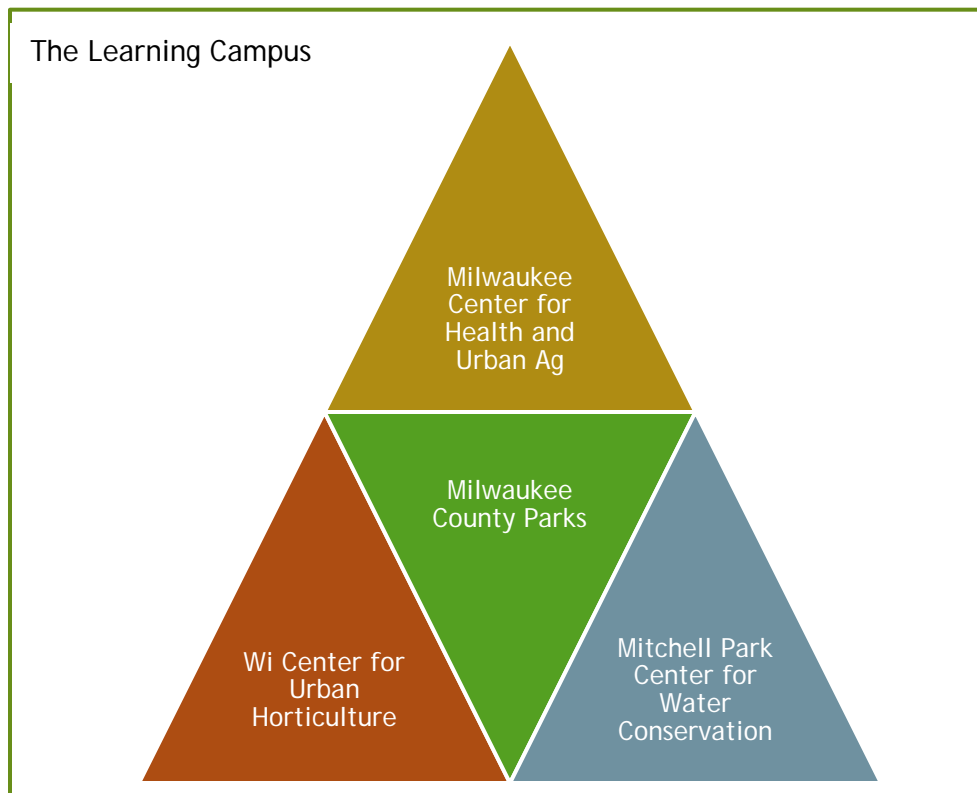 The Learning Campus
Milwaukee
Center for
Health and
Urban Ag
Milwaukee
County Parks
Wi Center for
Urban
Horticulture
Mitchell Park
Center for
Water
Conservation